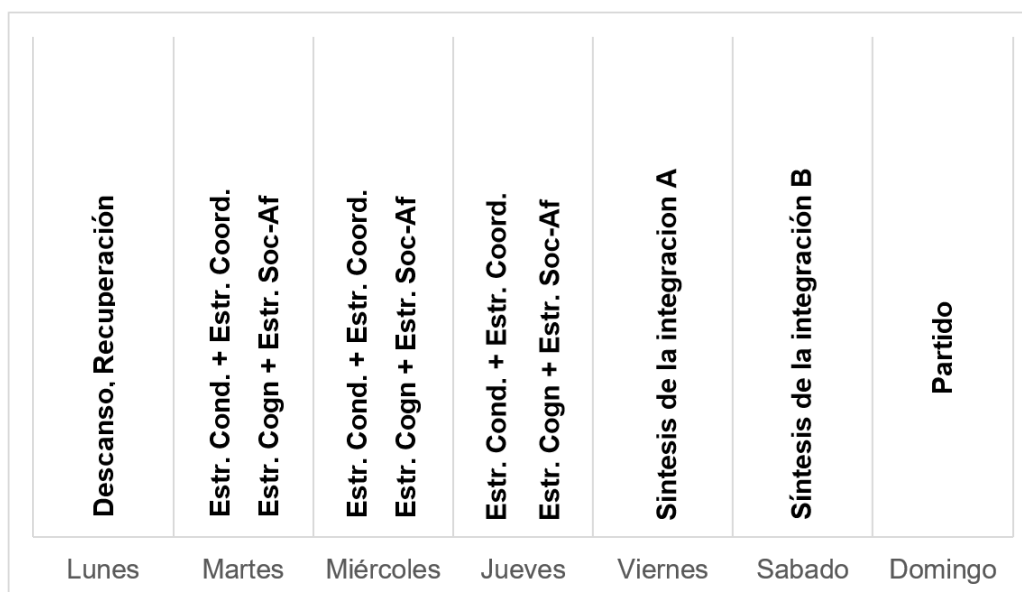 Descanso, Recuperación
Estr. Cond. + Estr. Coord.
Estr. Cogn + Estr. Soc-Af
Estr. Cond. + Estr. Coord.
Estr. Cogn + Estr. Soc-Af
Estr. Cond. + Estr. Coord.
Estr. Cogn + Estr. Soc-Af
Sintesis de la integracion A
Síntesis de la integración B
Partido
Lunes
Martes
Miércoles
Jueves
Viernes
Sabado
Domingo